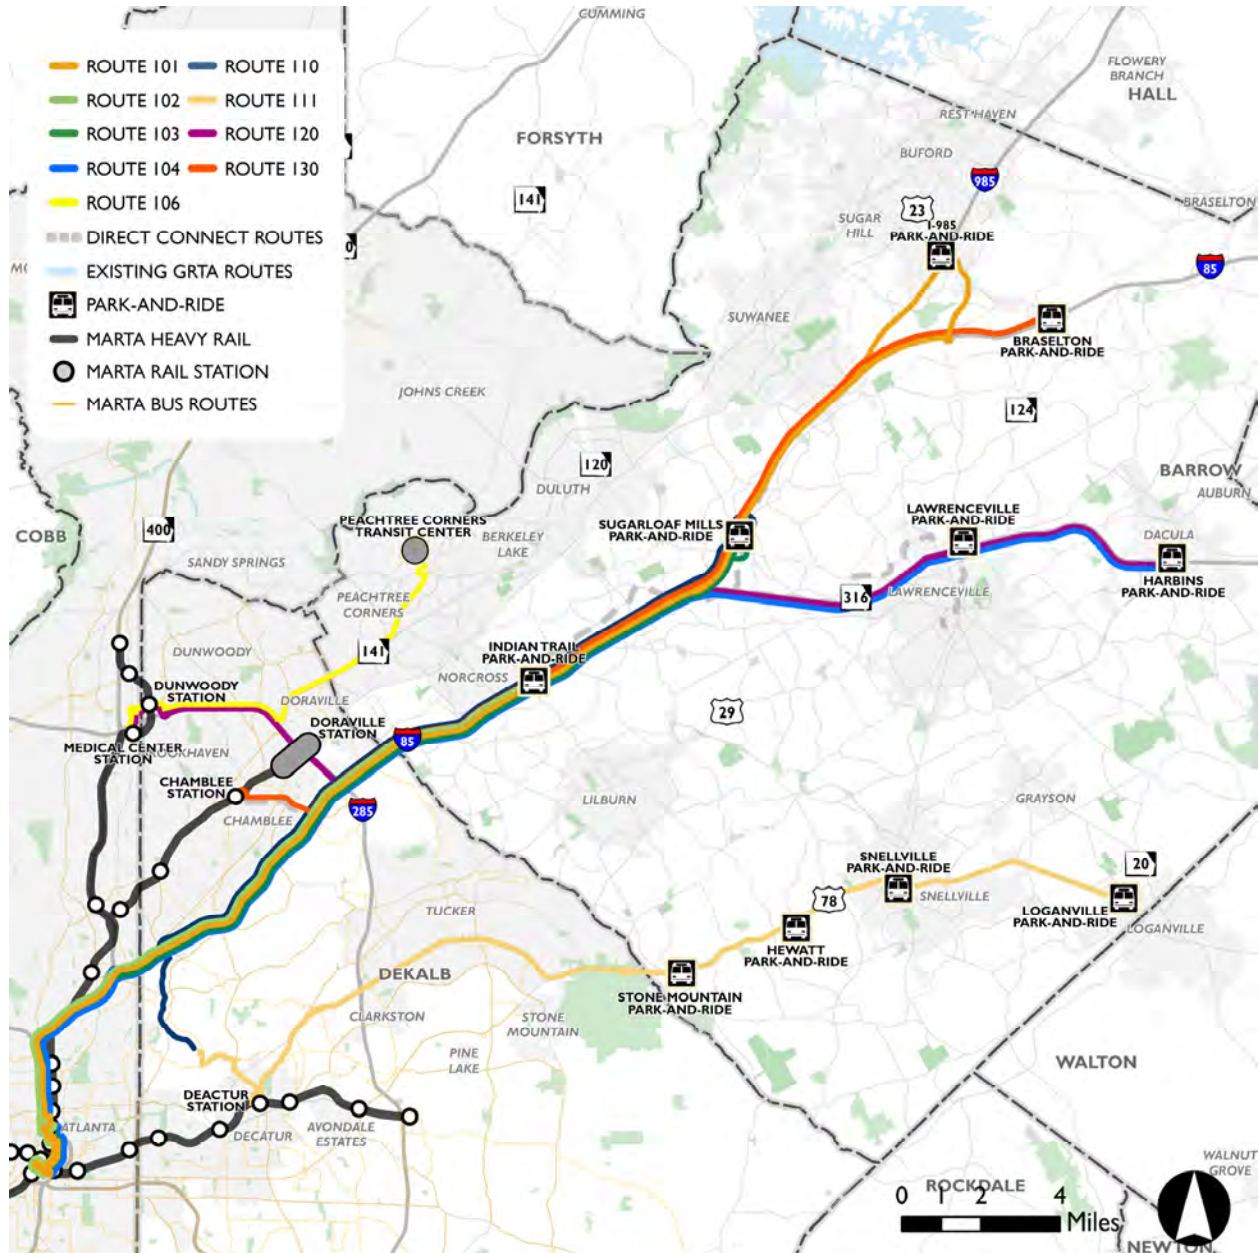 CUMMING
ROUTE 101
ROUTE 110
ROUTE 102
ROUTE 111
ROUTE 103
ROUTE 120
ROUTE 104
ROUTE 130
ROUTE 106
DIRECT CONNECT ROUTES
EXISTING GRTA ROUTES
PARK-AND-RIDE
MARTA HEAVY RAIL
MARTA RAIL STATION
MARTA BUS ROUTES
FLOWERY
BRANCH
HALL
REST HAVEN
FORSYTH
BUFORD
985
141
BRASELTON
23
SUGAR
HILL
I-985
PARK-AND-RIDE
85
SUWANEE
BRASELTON
PARK-AND-RIDE
JOHNS CREEK
124
120
DULUTH
BARROW
AUBURN
COBB
400
PEACHTREE CORNERS
TRANSIT CENTER
BERKELEY
LAKE
SUGARLOAF MILLS
PARK-AND-RIDE
LAWRENCEVILLE
PARK-AND-RIDE
DACULA
SANDY SPRINGS
HARBINS
PARK-AND-RIDE
PEACHTREE
CORNERS
316
LAWRENCEVILLE
141
DUNWOODY
INDIAN TRAIL
PARK-AND-RIDE
NORCROSS
DUNWOODY
STATION
DORAVILLE
29
DORAVILLE
STATION
85
MEDICAL CENTER
STATION
CHAMBLEE
STATION
CHAMBLEE
285
LILBURN
GRAYSON
SNELLVILLE
PARK-AND-RIDE
20
78
SNELLVILLE
TUCKER
LOGANVILLE
PARK-AND-RIDE
LOGANVILLE
HEWATT
PARK-AND-RIDE
DEKALB
STONE MOUNTAIN
PARK-AND-RIDE
CLARKSTON
STONE
MOUNTAIN
PINE
LAKE
WALTON
DEACTUR
STATION
ATLANTA
DECATUR
AVONDALE
ESTATES
WALNUT
GROVE
ROCKDALE
0 1 2 4
Miles
NEWTON